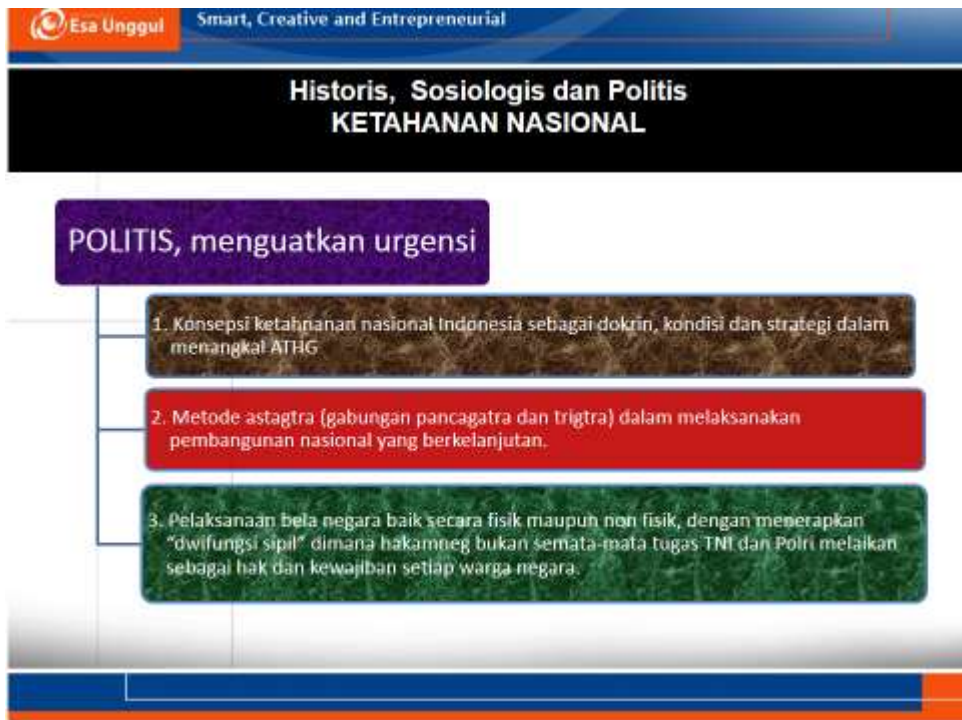 Esa Unggul
Smart, Creative and Entrepreneurial
Historis, Sosiologis dan Politis
KETAHANAN NASIONAL
POLITIS, menguatkan urgensi
1. Konsepsi ketahnanan nasional Indonesia sebagai dokrin, kondisi dan strategi dalam
menangkal ATHG
2. Metode astagtra (gabungan pancagatra dan trigtra) dalam melaksanakan
pembangunan nasional yang berkelanjutan.
3. Pelaksanaan bela negara baik secara fisik maupun non fisik, dengan menerapkan
"dwifungsi sipil" dimana hakamneg bukan semata-mata tugas TNI dan Polri melaikan
sebagai hak dan kewajiban setiap warga negara.